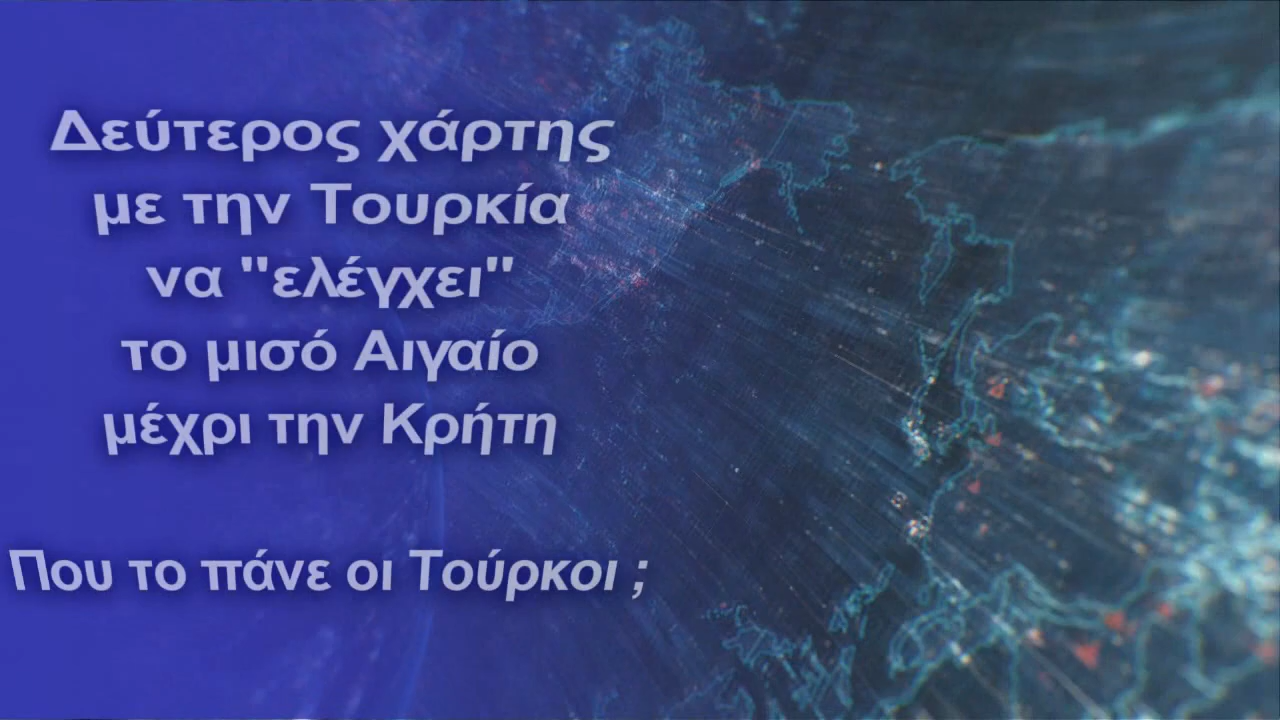 Δεύτερος χάρτης
με την Τουρκία
να "ελέγχει"
το μισό Αιγαίο
μέχρι την Κρήτη
Που το πάνε οι Τούρκοι ;